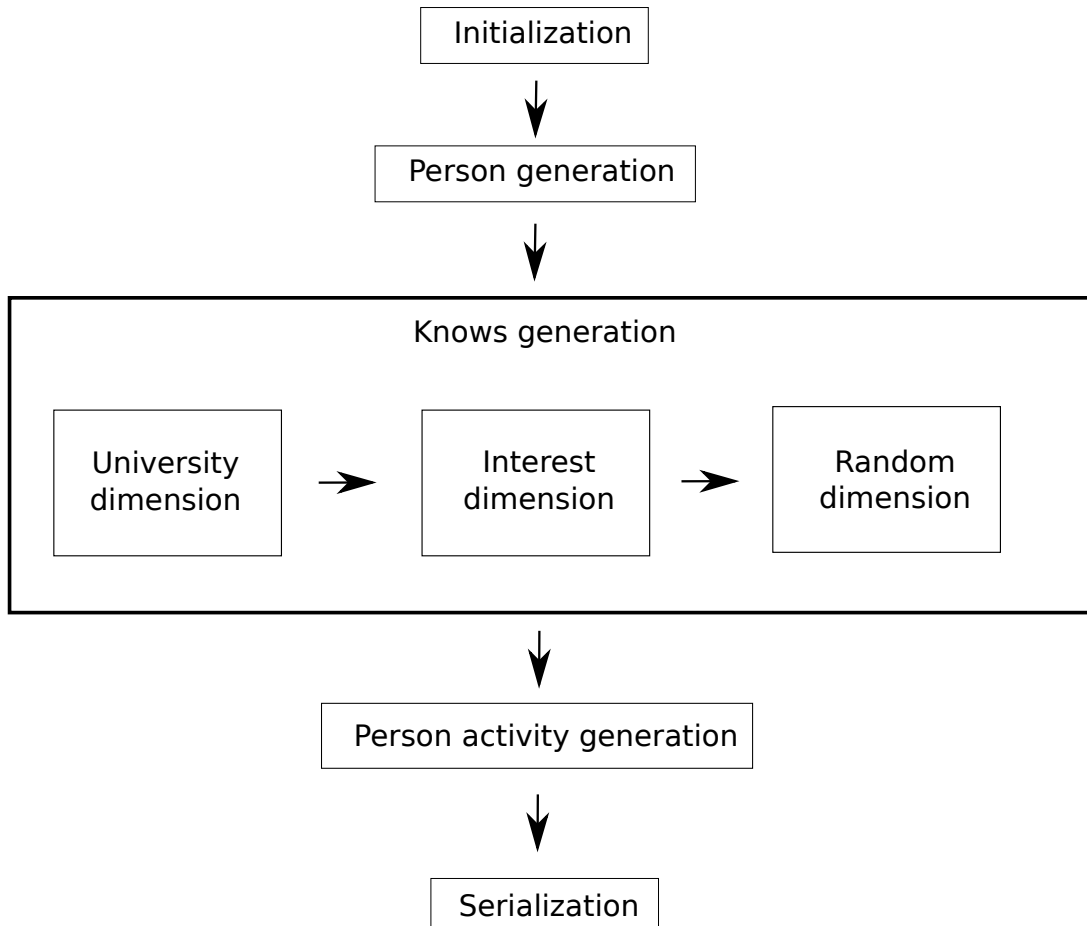 Initialization
Person generation
Knows generation
University
dimension
Interest
dimension
Random
dimension
Person activity generation
Serialization